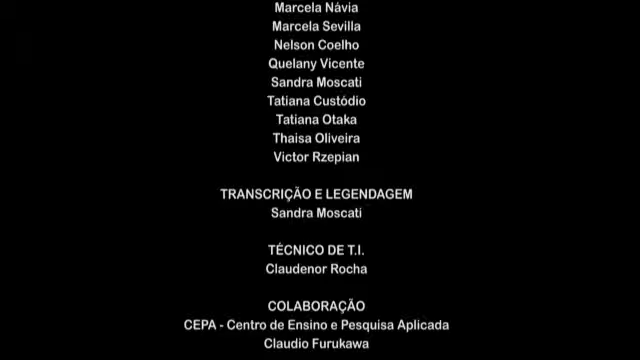 Marcela Návia
Marcela Sevilla
Nelson Coelho
Quelany Vicente
Sandra Moscati
Tatiana Custódio
Tatiana Otaka
Thaisa Oliveira
Victor Rzepian
TRANSCRIÇÃO E LEGENDAGEM
Sandra Moscati
TÉCNICO DE T.I.
Claudenor Rocha
COLABORAÇÃO
CEPA - Centro de Ensino e Pesquisa Aplicada
Claudio Furukawa